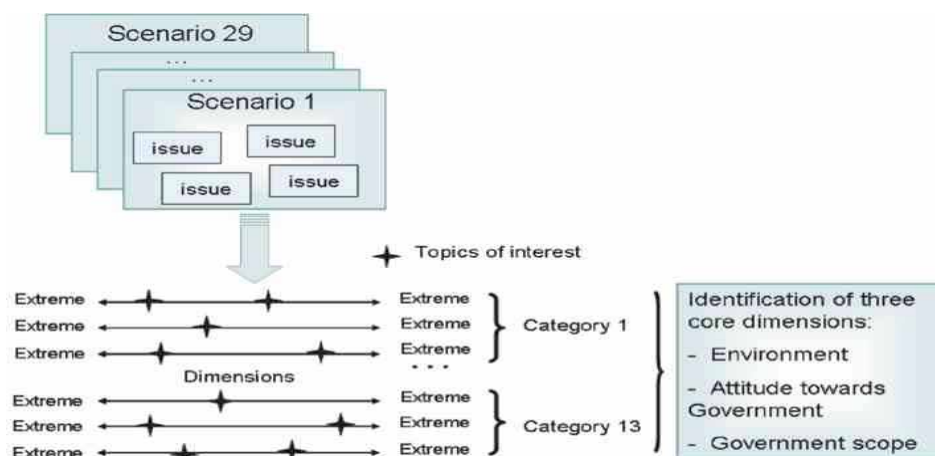 Scenario 29
...
...
Scenario 1
issue
issue
issue
issue
Topics of interest
Extreme Extreme
Extreme Extreme Category 1
Extreme Extreme
Dimensions ...
Extreme Extreme
Extreme Extreme Category 13
Extreme Extreme
Identification of three
core dimensions:
- Environment
- Attitude towards
Government
- Government scope